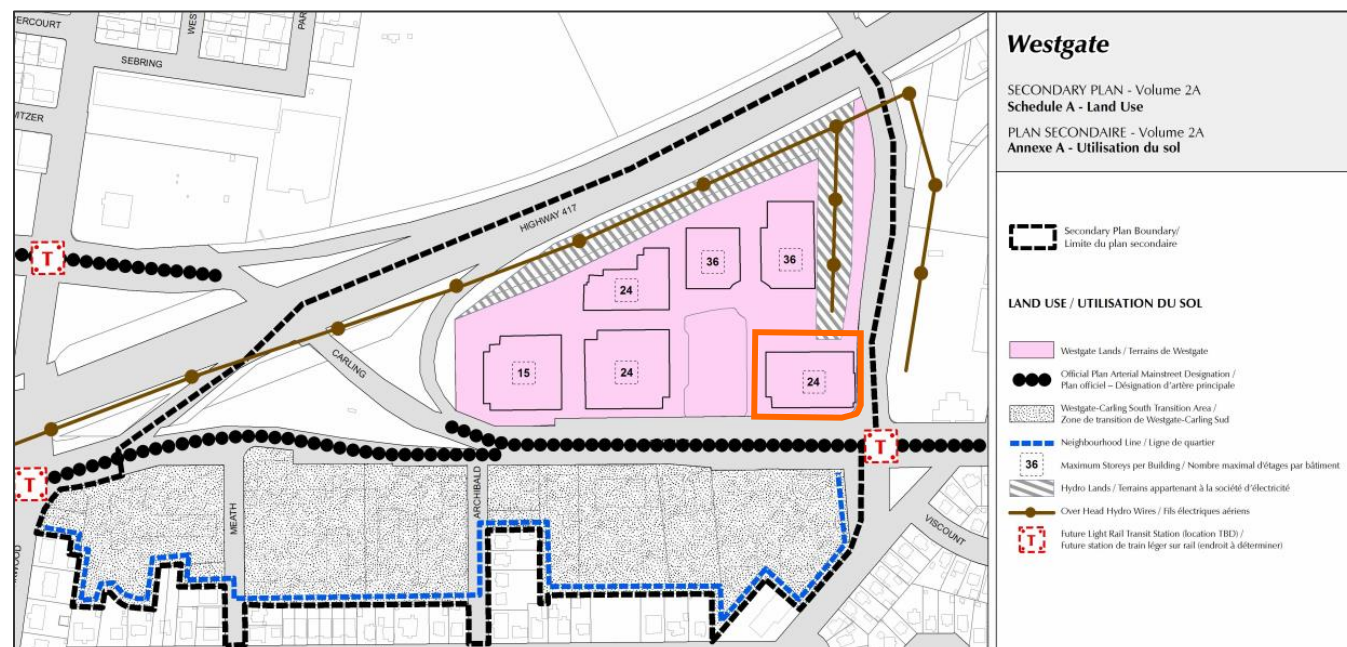 PERCOURT
WES
PAR
SEBRING
ITZER
HIGHWAY 417
CARLING
36
36
24
15
24
24
T
T
T
MEATH
ARCHIBALD
VISCOUNT
RWOOD
Westgate
SECONDARY PLAN - Volume 2A
Schedule A - Land Use
PLAN SECONDAIRE - Volume 2A
Annexe A - Utilisation du sol
Secondary Plan Boundary/
Limite du plan secondaire
LAND USE / UTILISATION DU SOL
Westgate Lands / Terrains de Westgate
Official Plan Arterial Mainstreet Designation /
Plan officiel – Désignation d'artère principale
Westgate-Carling South Transition Area /
Zone de transition de Westgate-Carling Sud
Neighbourhood Line / Ligne de quartier
36
Maximum Storeys per Building / Nombre maximal d'étages par bâtiment
Hydro Lands / Terrains appartenant à la société d'électricité
Over Head Hydro Wires / Fils électriques aériens
T
Future Light Rail Transit Station (location TBD) /
Future station de train léger sur rail (endroit à déterminer)